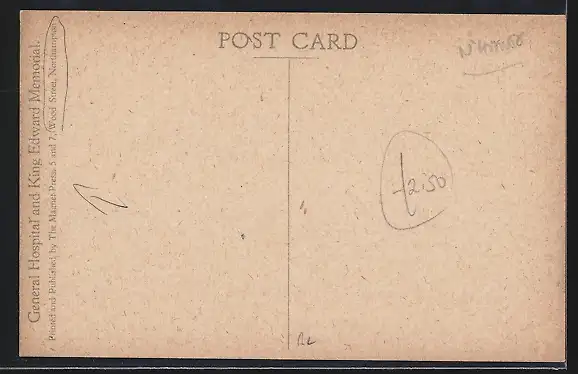 POST CARD
General Hospital and King Edward Memorial.
Printed and Published by The Magnet Press, 5 and 7, Wood Street, Northampton
£2.50